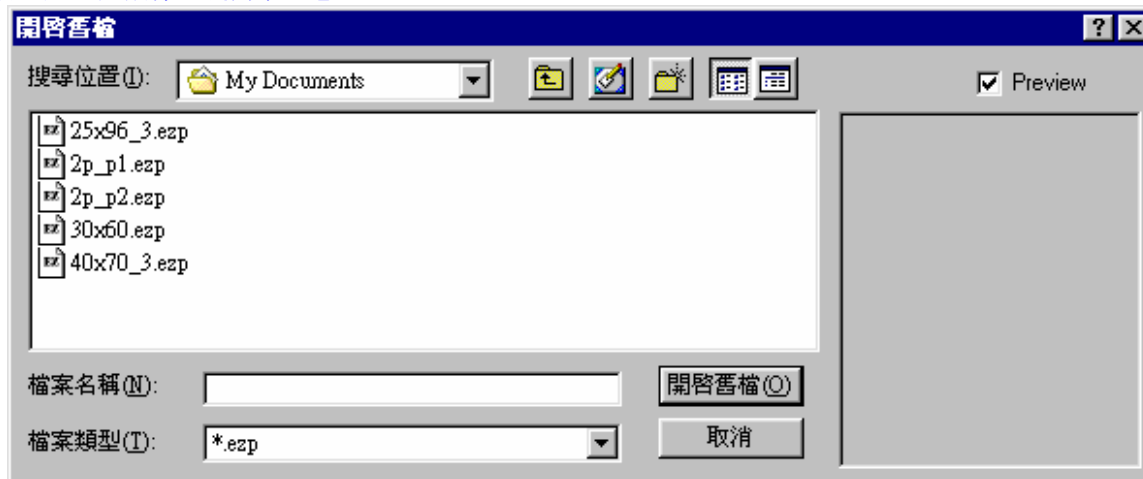 開啓舊檔
搜尋位置(I): My Documents Preview
25x96_3.ezp
2p_p1.ezp
2p_p2.ezp
30x60.ezp
40x70_3.ezp
檔案名稱(N): 開啓舊檔(O)
檔案類型(T): *.ezp 取消